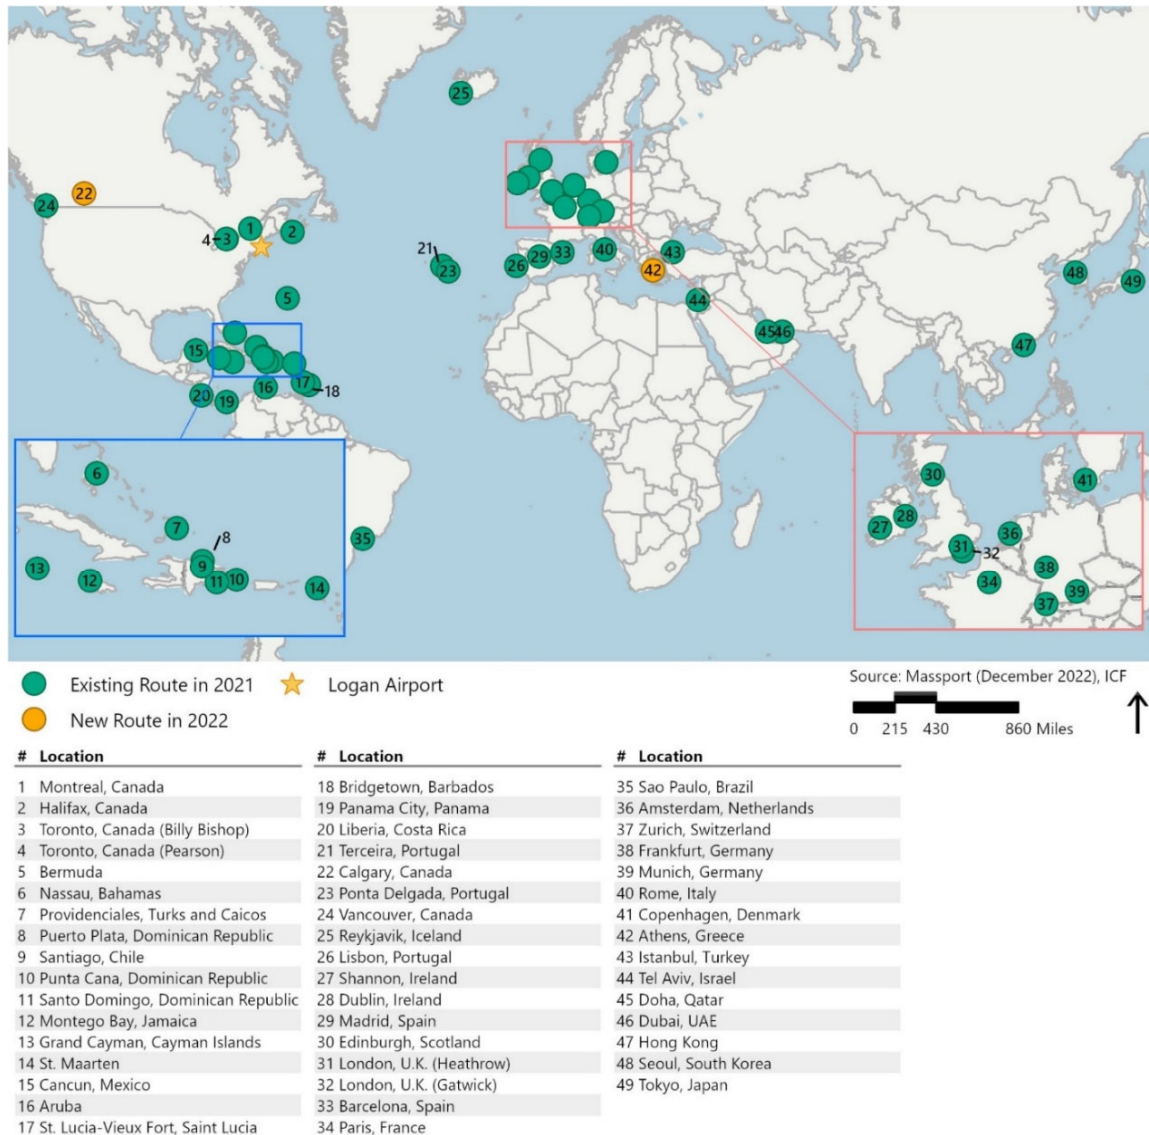 25
22
24
1
2
4
3
21
23
26
29
33
40
43
42
44
45
46
48
49
47
5
15
16
17
18
20
19
35
6
7
8
9
13
12
11
10
14
30
41
27
28
31
32
36
38
34
37
39
Existing Route in 2021
Logan Airport
New Route in 2022
Source: Massport (December 2022), ICF
0 215 430 860 Miles
# Location
1 Montreal, Canada
2 Halifax, Canada
3 Toronto, Canada (Billy Bishop)
4 Toronto, Canada (Pearson)
5 Bermuda
6 Nassau, Bahamas
7 Providenciales, Turks and Caicos
8 Puerto Plata, Dominican Republic
9 Santiago, Chile
10 Punta Cana, Dominican Republic
11 Santo Domingo, Dominican Republic
12 Montego Bay, Jamaica
13 Grand Cayman, Cayman Islands
14 St. Maarten
15 Cancun, Mexico
16 Aruba
17 St. Lucia-Vieux Fort, Saint Lucia
# Location
18 Bridgetown, Barbados
19 Panama City, Panama
20 Liberia, Costa Rica
21 Terceira, Portugal
22 Calgary, Canada
23 Ponta Delgada, Portugal
24 Vancouver, Canada
25 Reykjavik, Iceland
26 Lisbon, Portugal
27 Shannon, Ireland
28 Dublin, Ireland
29 Madrid, Spain
30 Edinburgh, Scotland
31 London, U.K. (Heathrow)
32 London, U.K. (Gatwick)
33 Barcelona, Spain
34 Paris, France
# Location
35 Sao Paulo, Brazil
36 Amsterdam, Netherlands
37 Zurich, Switzerland
38 Frankfurt, Germany
39 Munich, Germany
40 Rome, Italy
41 Copenhagen, Denmark
42 Athens, Greece
43 Istanbul, Turkey
44 Tel Aviv, Israel
45 Doha, Qatar
46 Dubai, UAE
47 Hong Kong
48 Seoul, South Korea
49 Tokyo, Japan